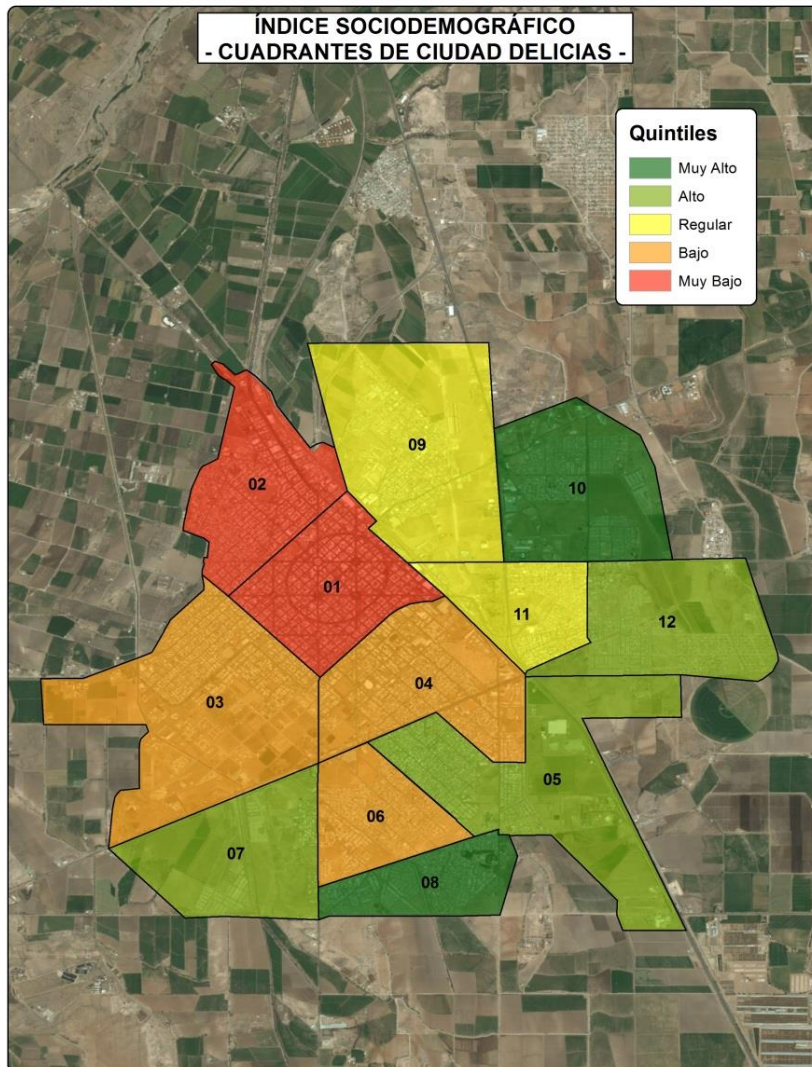 ÍNDICE SOCIODEMOGRÁFICO
- CUADRANTES DE CIUDAD DELICIAS -
Quintiles
Muy Alto
Alto
Regular
Bajo
Muy Bajo
09
02
10
01
11
12
03
04
05
06
07
08